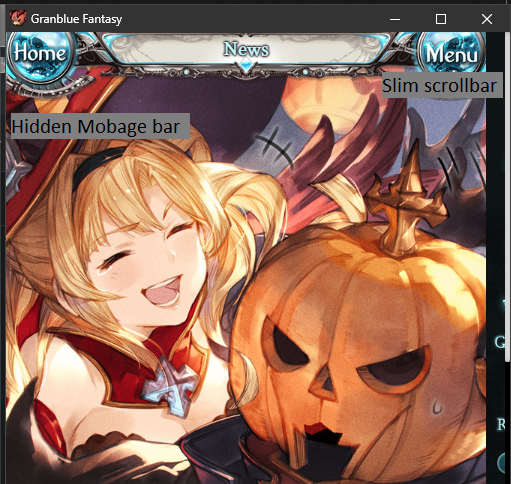 Granblue Fantasy
Home
News
Menu
Slim scrollbar
Hidden Mobage bar
G
R